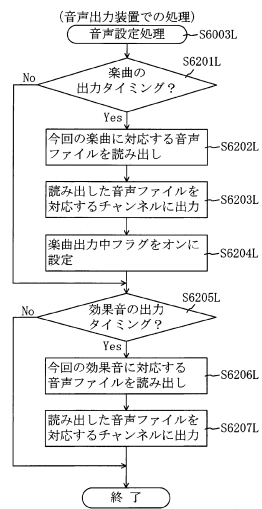 (音声出力装置での処理)
音声設定処理
S6003L
S6201L
楽曲の
出力タイミング?
No
Yes
今回の楽曲に対応する音声
ファイルを読み出し
S6202L
読み出した音声ファイルを
対応するチャンネルに出力
S6203L
楽曲出力中フラグをオンに
設定
S6204L
S6205L
効果音の出力
タイミング?
No
Yes
今回の効果音に対応する
音声ファイルを読み出し
S6206L
読み出した音声ファイルを
対応するチャンネルに出力
S6207L
終了